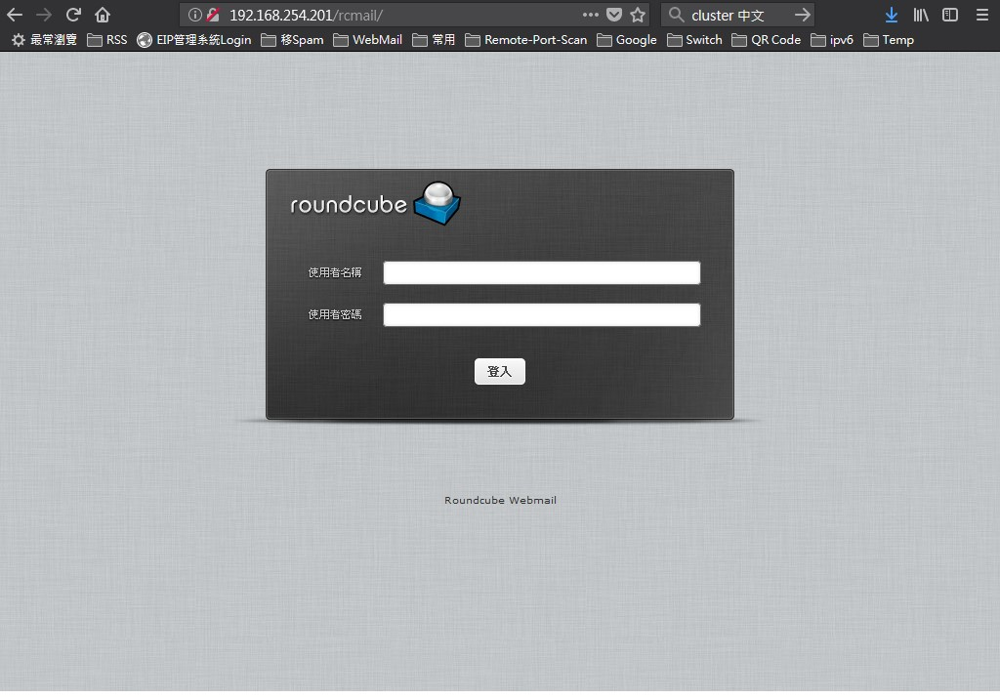 192.168.254.201/rcmail/ cluster 中文
最常瀏覽 RSS EIP管理系統Login 移Spam WebMail 常用 Remote-Port-Scan Google Switch QR Code ipv6 Temp
roundcube
使用者名稱
使用者密碼
登入
Roundcube Webmail